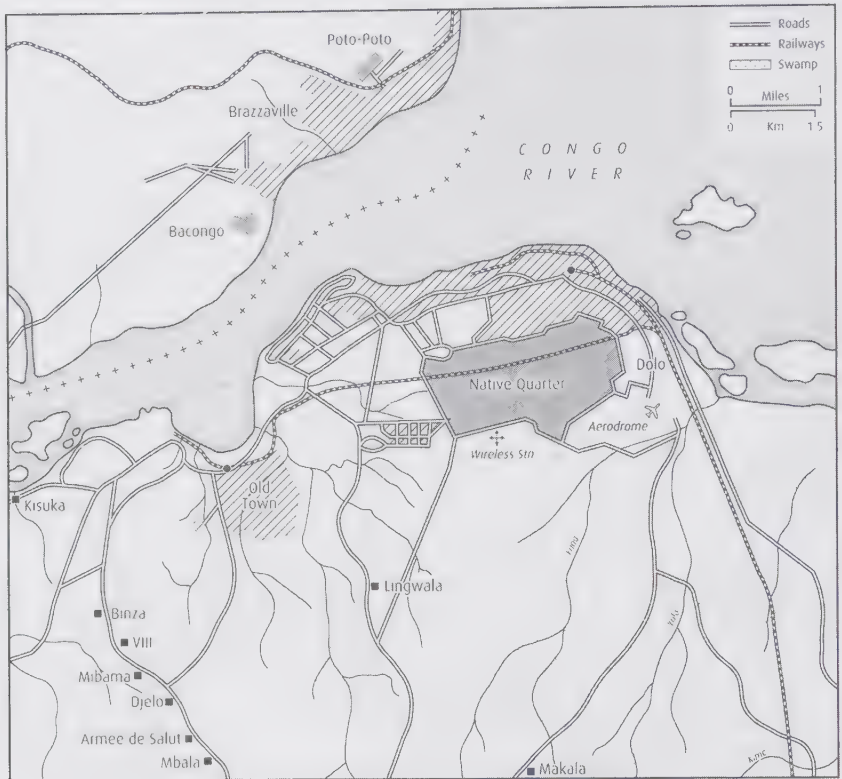 Roads
Railways
Swamp
0 1
Miles
0 Km 1.5
Poto-Poto
Brazzaville
CONGO
RIVER
Bacongo
Native Quarter
Dolo
Aerodrome
Wireless Stn
Old
Town
Kisuka
Lingwala
Binza
VIII
Mibama
Djelo
Armee de Salut
Mbala
Makala